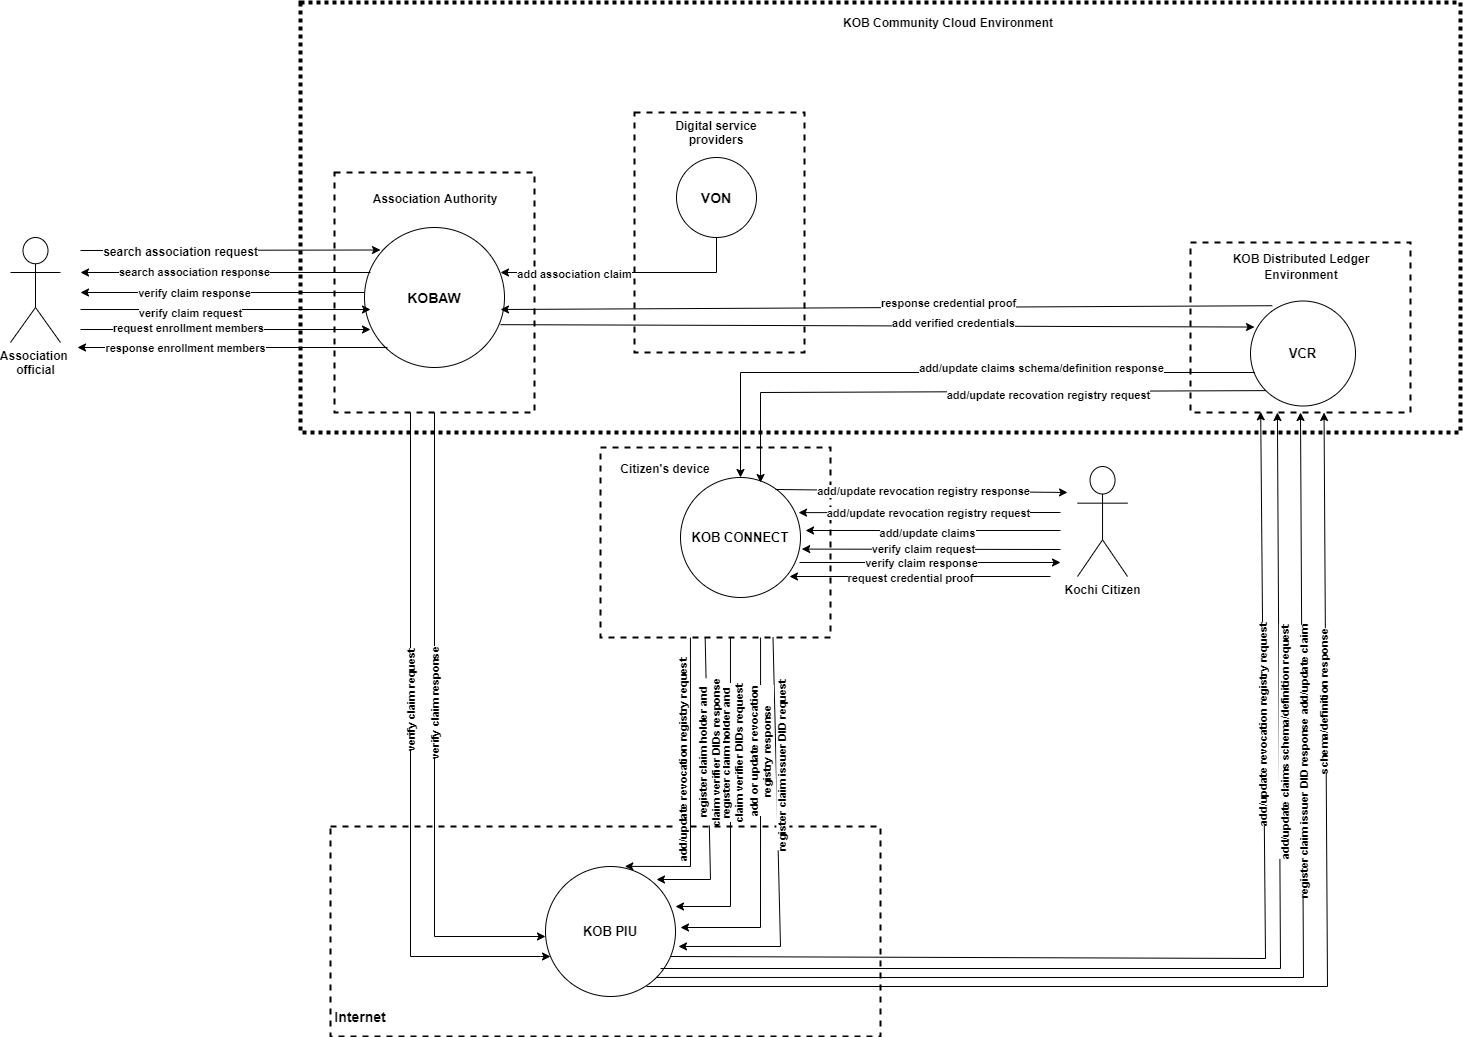 KOB Community Cloud Environment
Digital service
providers
VON
Association Authority
KOBAW
search association request
search association response
verify claim response
verify claim request
request enrollment members
response enrollment members
Association
official
add association claim
response credential proof
add verified credentials
KOB Distributed Ledger
Environment
VCR
add/update claims schema/definition response
add/update recovation registry request
Citizen's device
KOB CONNECT
add/update revocation registry response
add/update revocation registry request
add/update claims
verify claim request
verify claim response
request credential proof
Kochi Citizen
verify claim request
verify claim response
add/update revocation registry request
register claim holder and
claim verifier DIDs response
register claim holder and
claim verifier DIDs request
add or update revocation
registry response
register claim issuer DID request
add/update revocation registry request
add/update claims schema/definition request
register claim issuer DID response add/update claim
schema/definition response
KOB PIU
Internet